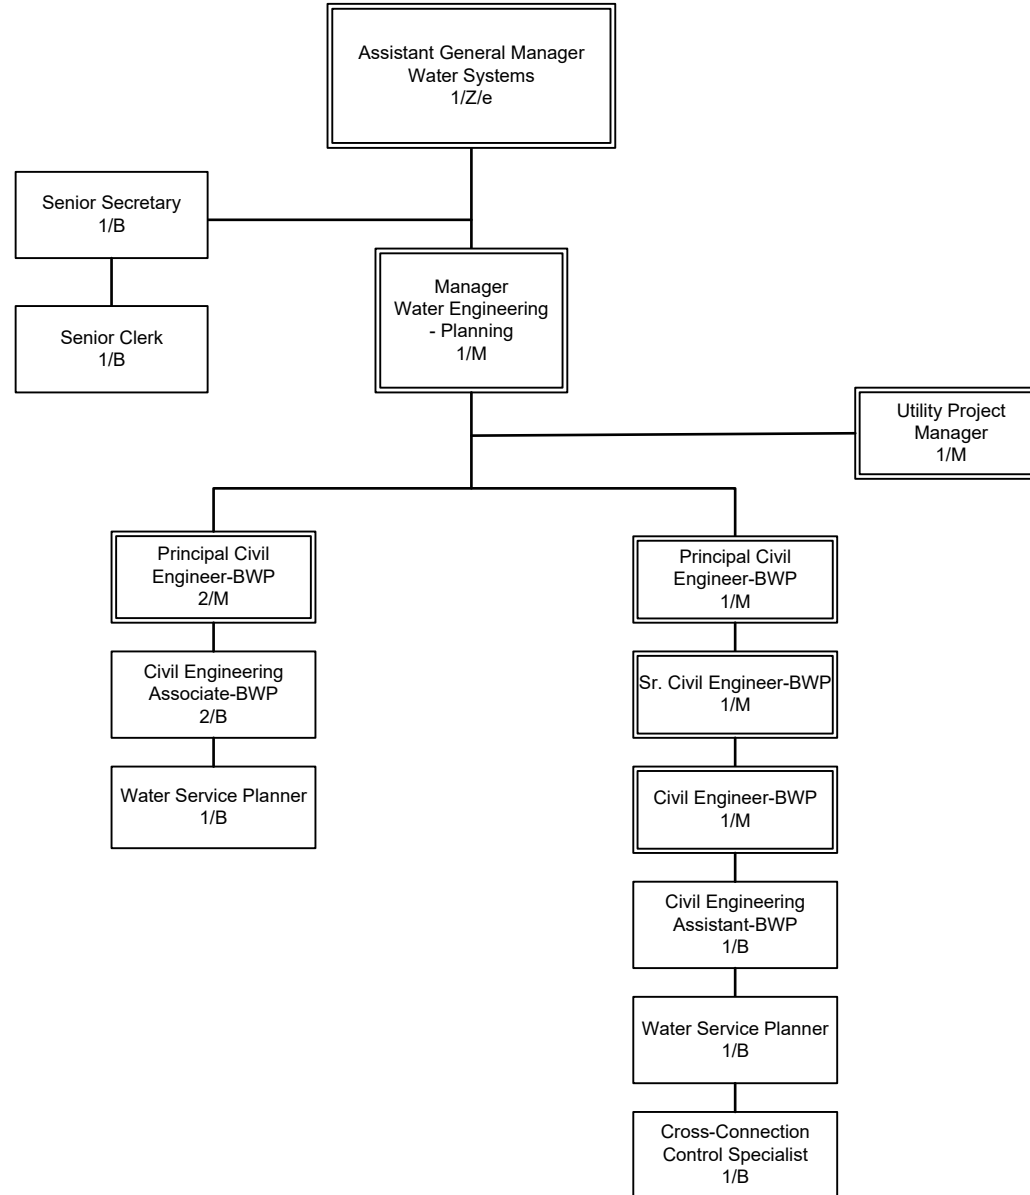 Assistant General Manager
Water Systems
1/Z/e
Senior Secretary
1/B
Senior Clerk
1/B
Manager
Water Engineering
- Planning
1/M
Utility Project
Manager
1/M
Principal Civil
Engineer-BWP
2/M
Civil Engineering
Associate-BWP
2/B
Water Service Planner
1/B
Principal Civil
Engineer-BWP
1/M
Sr. Civil Engineer-BWP
1/M
Civil Engineer-BWP
1/M
Civil Engineering
Assistant-BWP
1/B
Water Service Planner
1/B
Cross-Connection
Control Specialist
1/B